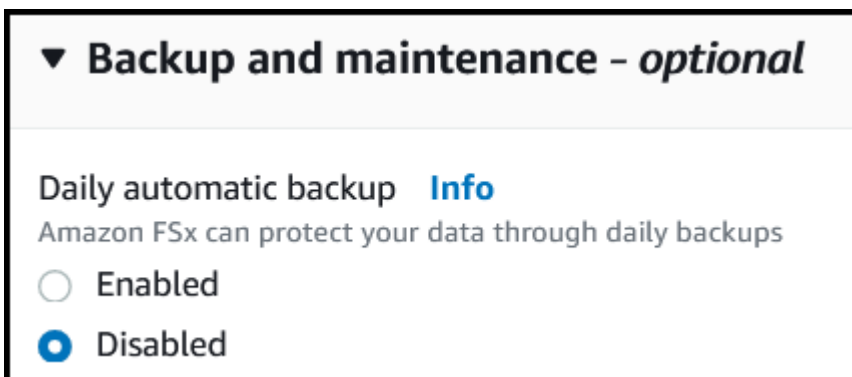 Backup and maintenance - optional
Daily automatic backup Info
Amazon FSx can protect your data through daily backups
Enabled
Disabled